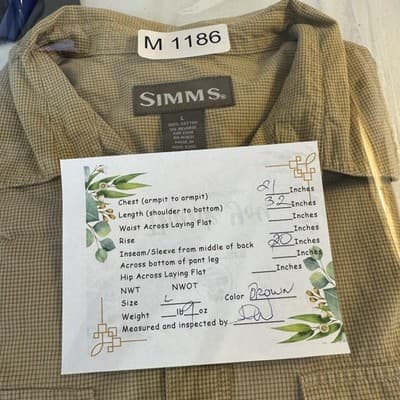 M 1186
SIMMS®
L
Chest (armpit to armpit) 21 Inches
Length (shoulder to bottom) 32 Inches
Waist Across Laying Flat Inches
Rise Inches
Inseam/Sleeve from middle of back 20 Inches
Across bottom of pant leg Inches
Hip Across Laying Flat Inches
NWT NWOT
Size L Color BROWN
Weight lb 9 oz
Measured and inspected by